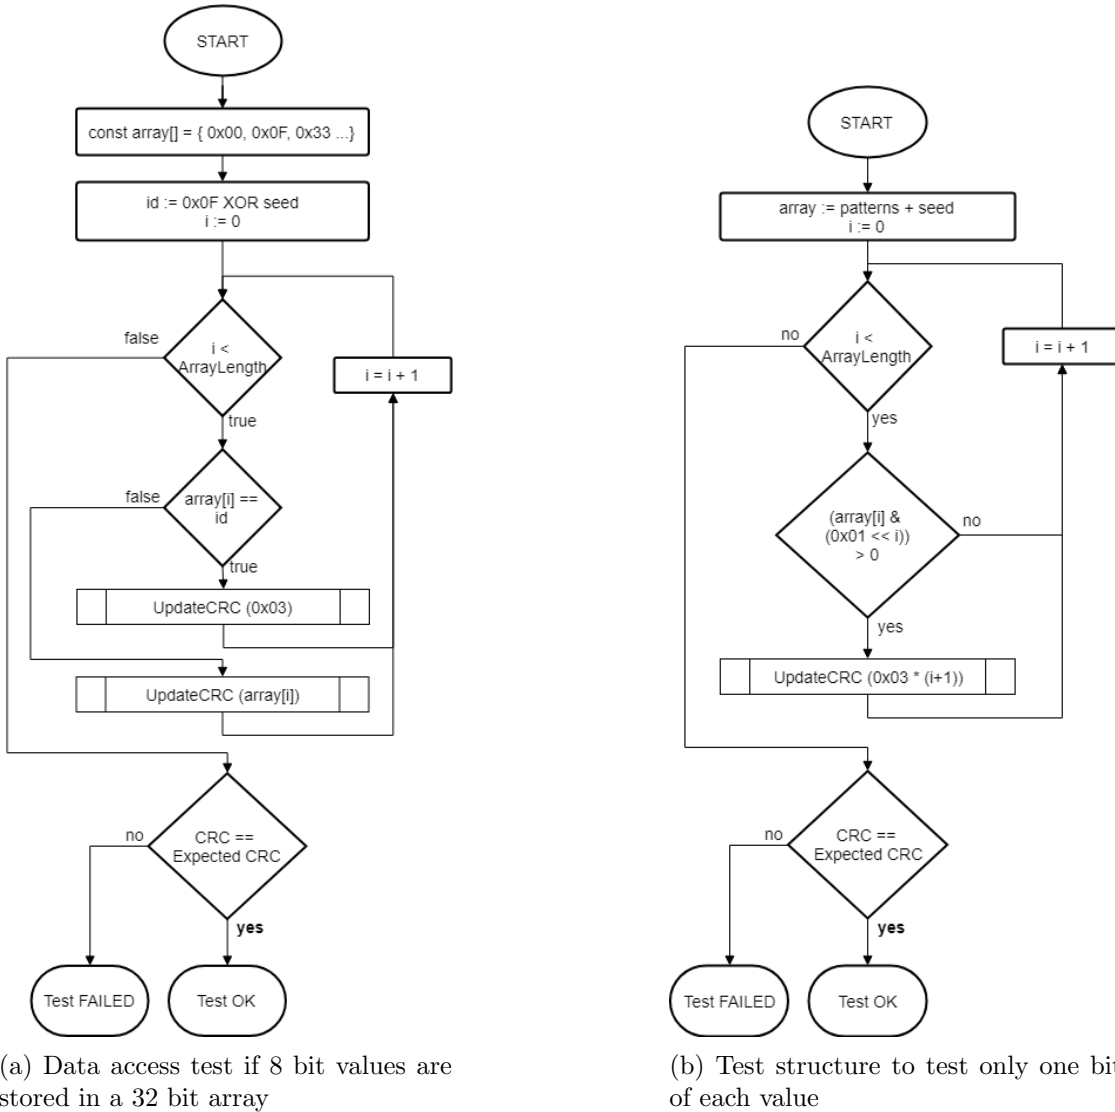 START
const array[] = { 0x00, 0x0F, 0x33 ...}
id := 0x0F XOR seed
i := 0
i <
ArrayLength
false
true
i = i + 1
array[i] ==
id
false
true
UpdateCRC (0x03)
UpdateCRC (array[i])
CRC ==
Expected CRC
no
yes
Test FAILED
Test OK
(a) Data access test if 8 bit values are
stored in a 32 bit array
START
array := patterns + seed
i := 0
i <
ArrayLength
no
yes
i = i + 1
(array[i] &
(0x01 << i))
> 0
no
yes
UpdateCRC (0x03 * (i+1))
CRC ==
Expected CRC
no
yes
Test FAILED
Test OK
(b) Test structure to test only one bit
of each value